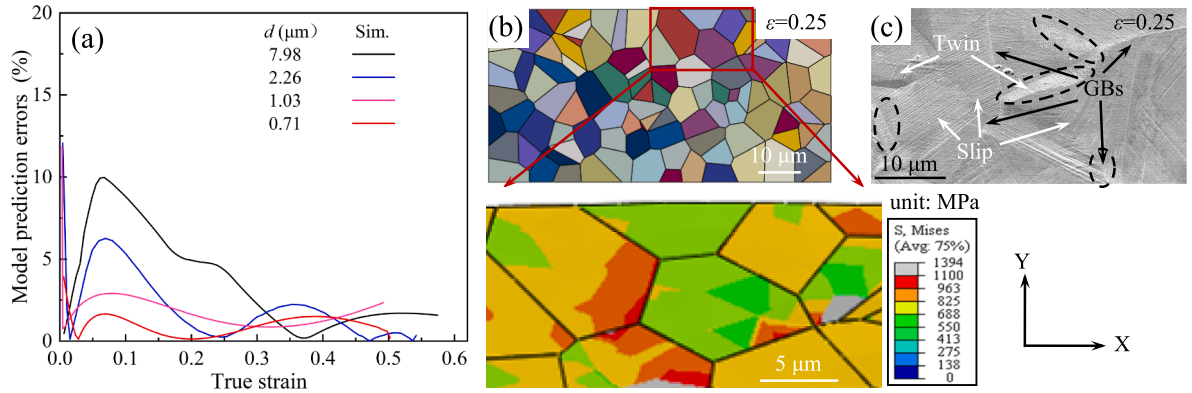 (a)
d (μm) Sim.
7.98
2.26
1.03
0.71
20
15
10
5
0
Model prediction errors (%)
0.0 0.1 0.2 0.3 0.4 0.5 0.6
True strain
(b)
ε=0.25
10 μm
5 μm
(c)
ε=0.25
Twin
GBs
Slip
10 μm
unit: MPa
S, Mises
(Avg: 75%)
1394
1100
963
825
688
550
413
275
138
0
Y
X